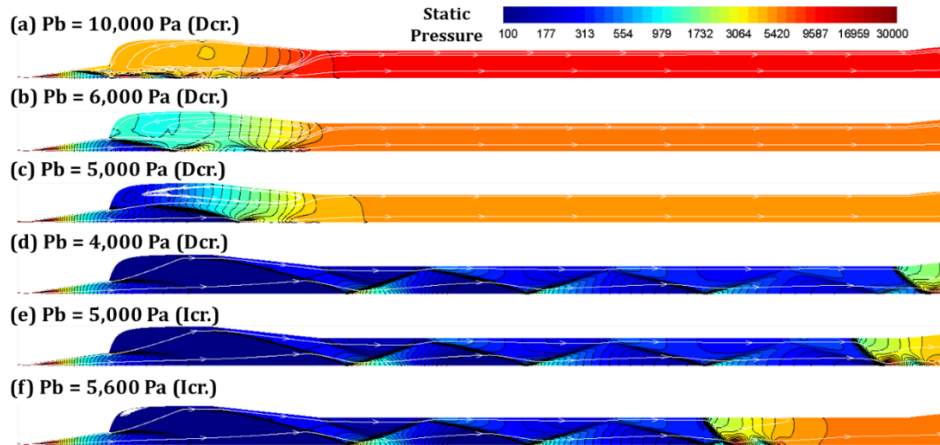 (a) Pb = 10,000 Pa (Dcr.)
Static Pressure
100 177 313 554 979 1732 3064 5420 9587 16959 30000
(b) Pb = 6,000 Pa (Dcr.)
(c) Pb = 5,000 Pa (Dcr.)
(d) Pb = 4,000 Pa (Dcr.)
(e) Pb = 5,000 Pa (Icr.)
(f) Pb = 5,600 Pa (Icr.)